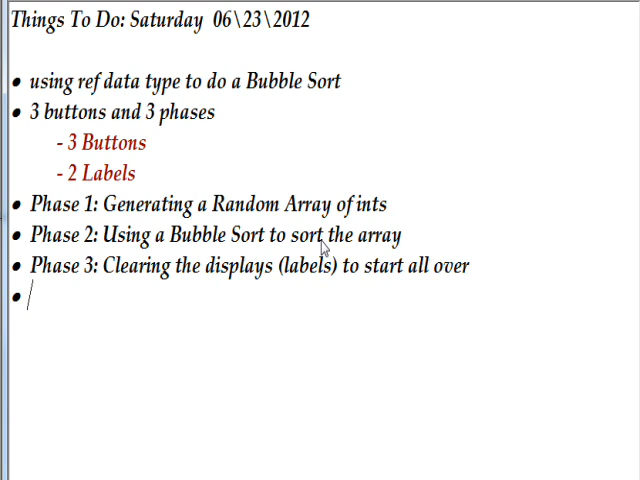 Things To Do: Saturday 06\23\2012
• using ref data type to do a Bubble Sort
• 3 buttons and 3 phases
- 3 Buttons
- 2 Labels
• Phase 1: Generating a Random Array of ints
• Phase 2: Using a Bubble Sort to sort the array
• Phase 3: Clearing the displays (labels) to start all over
•